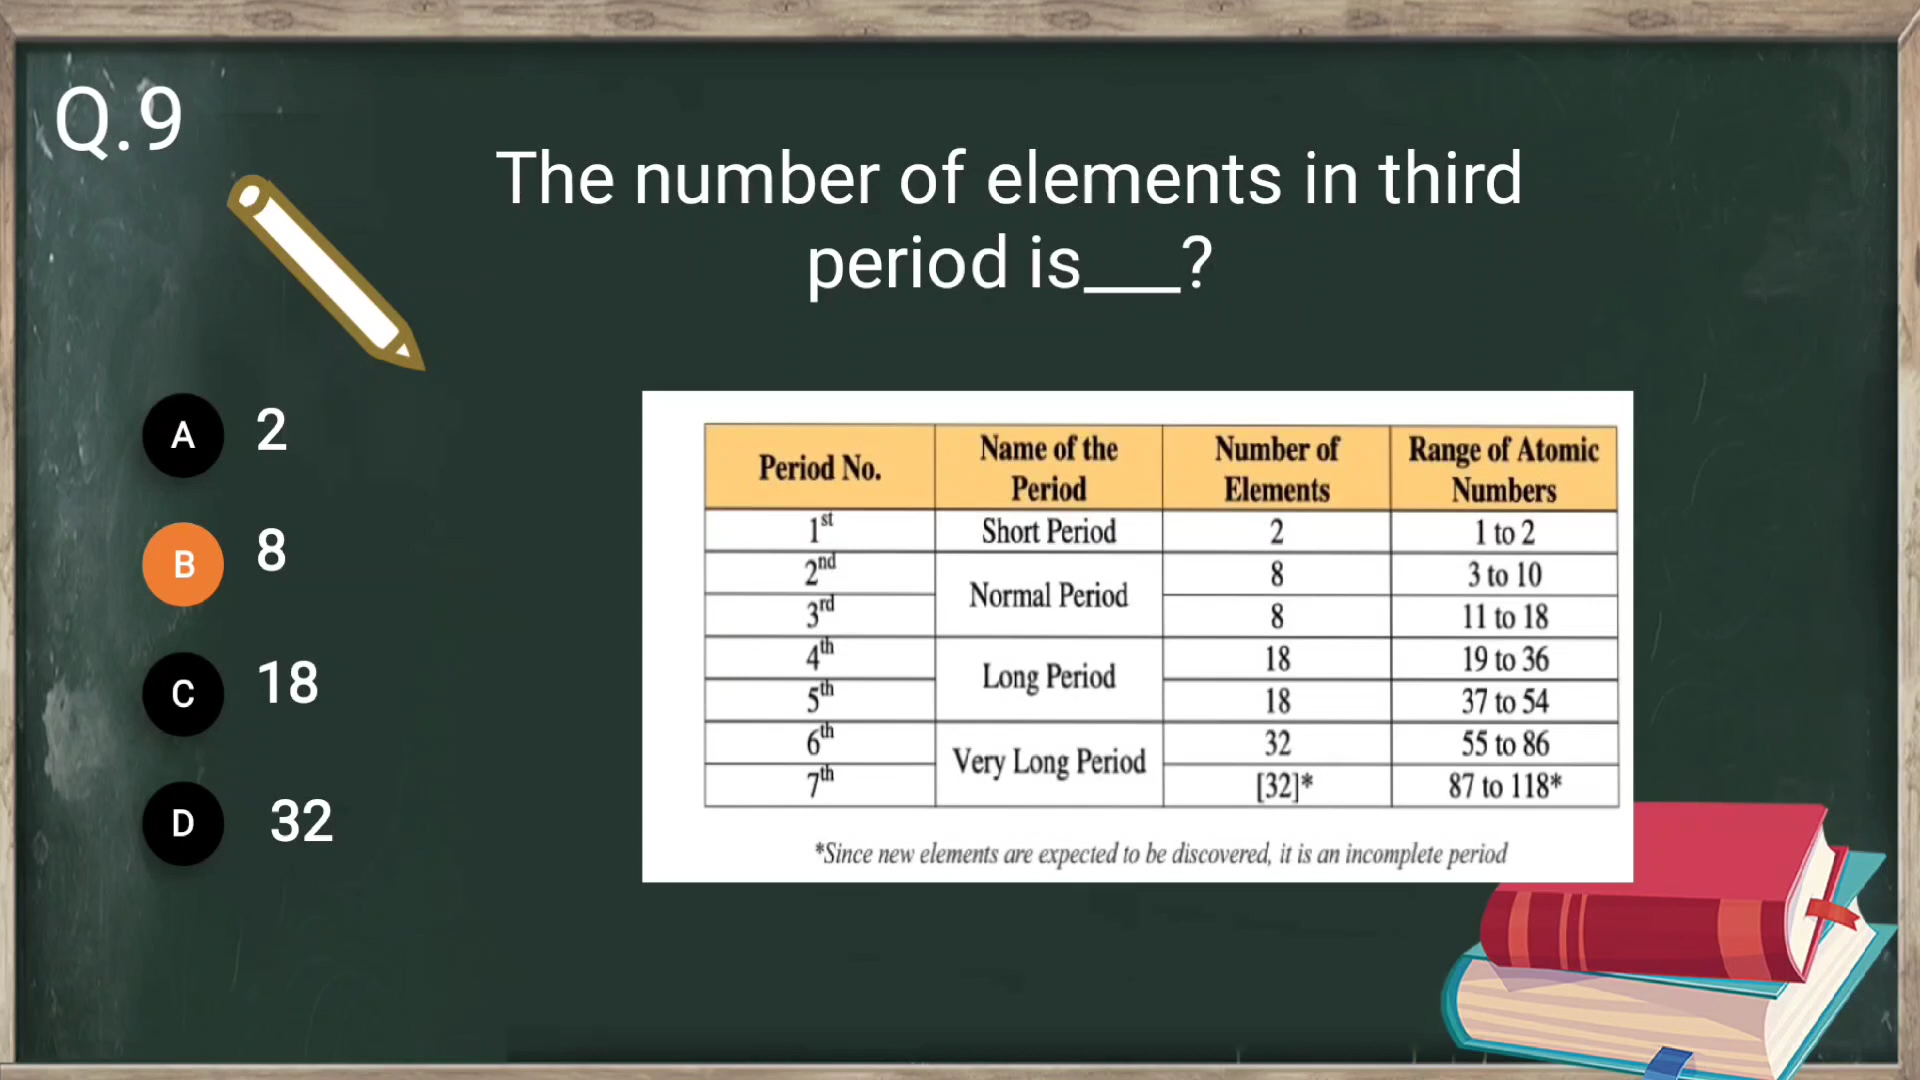 Q.9
The number of elements in third
period is___?
A 2
B 8
C 18
D 32
Period No. Name of the Period Number of Elements Range of Atomic Numbers
1st Short Period 2 1 to 2
2nd Normal Period 8 3 to 10
3rd 8 11 to 18
4th Long Period 18 19 to 36
5th 18 37 to 54
6th Very Long Period 32 55 to 86
7th [32]* 87 to 118*
*Since new elements are expected to be discovered, it is an incomplete period